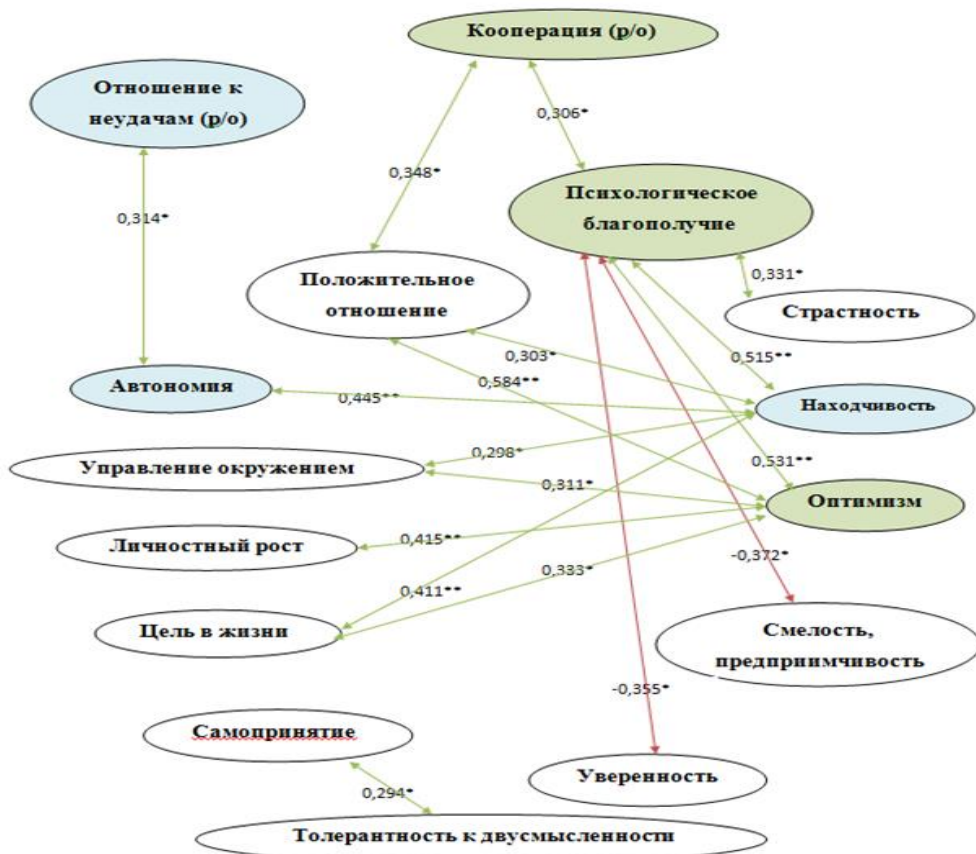 Кооперация (р/о)
Отношение к
неудачам (р/о)
0,306*
0,348*
Психологическое
благополучие
0,314*
Положительное
отношение
0,331*
Страстность
0,303*
0,515**
Автономия
0,584**
0,445**
Находчивость
Управление окружением
0,298*
0,531**
0,311*
Оптимизм
Личностный рост
0,415**
-0,372*
0,333*
0,411**
Цель в жизни
Смелость,
предприимчивость
-0,355*
Самопринятие
Уверенность
0,294*
Толерантность к двусмысленности